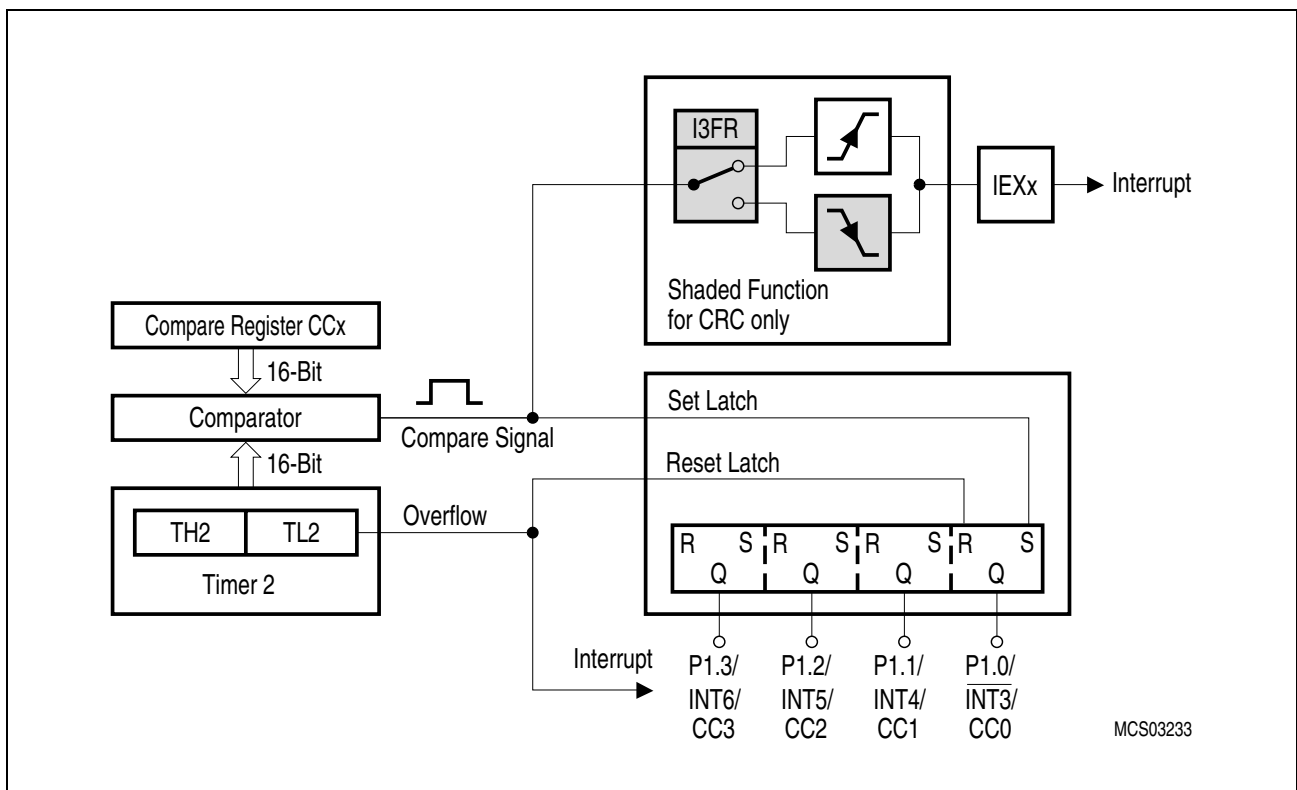 I3FR
IEXx
Interrupt
Shaded Function
for CRC only
Compare Register CCx
16-Bit
Comparator
Compare Signal
16-Bit
TH2
TL2
Timer 2
Overflow
Set Latch
Reset Latch
R S R S R S R S
Q Q Q Q
Interrupt
P1.3/
INT6/
CC3
P1.2/
INT5/
CC2
P1.1/
INT4/
CC1
P1.0/
INT3/
CC0
MCS03233